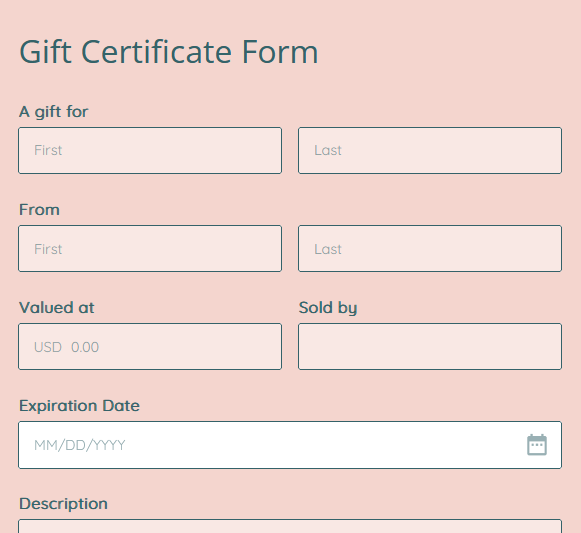 Gift Certificate Form
A gift for
First Last
From
First Last
Valued at Sold by
USD 0.00
Expiration Date
MM/DD/YYYY
Description